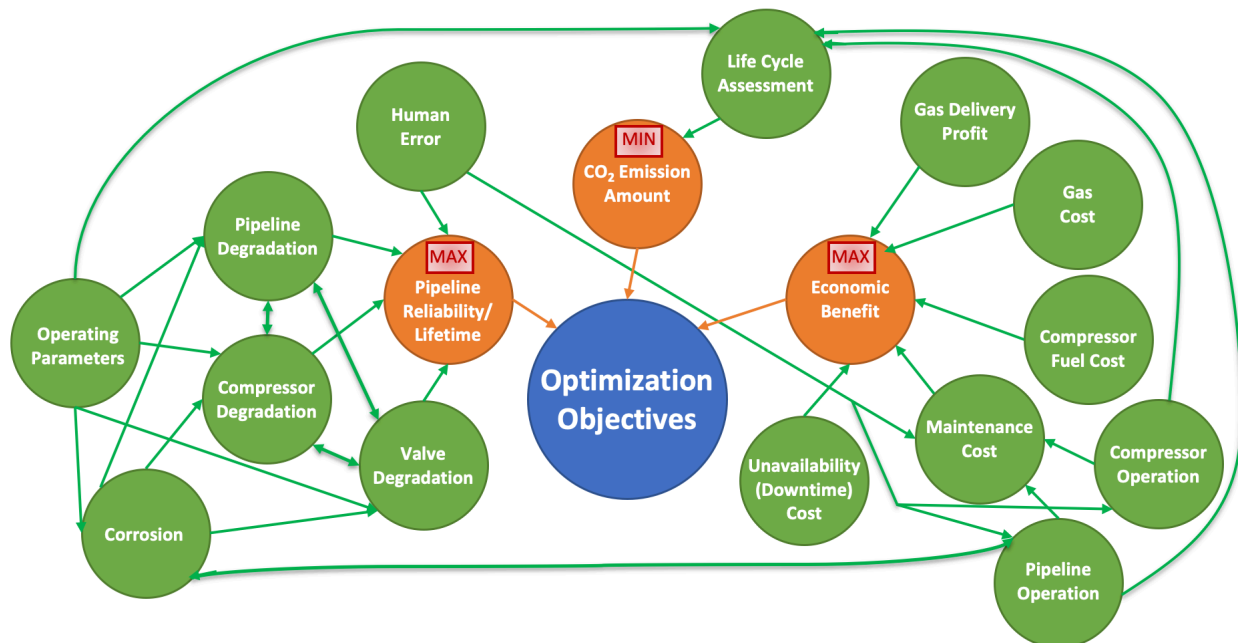 Life Cycle
Assessment
Human
Error
MIN
CO₂ Emission
Amount
Gas Delivery
Profit
Gas
Cost
Pipeline
Degradation
MAX
Pipeline
Reliability/
Lifetime
MAX
Economic
Benefit
Operating
Parameters
Compressor
Degradation
Optimization
Objectives
Compressor
Fuel Cost
Valve
Degradation
Unavailability
(Downtime)
Cost
Maintenance
Cost
Compressor
Operation
Corrosion
Pipeline
Operation